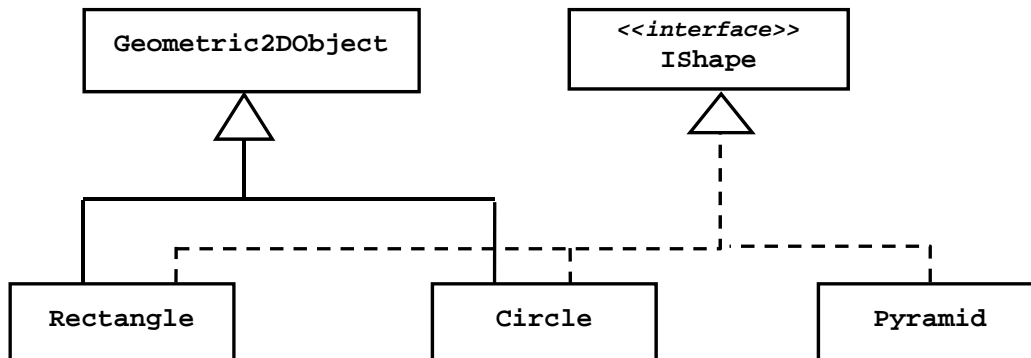 Geometric2DObject
<<interface>>
IShape
Rectangle
Circle
Pyramid